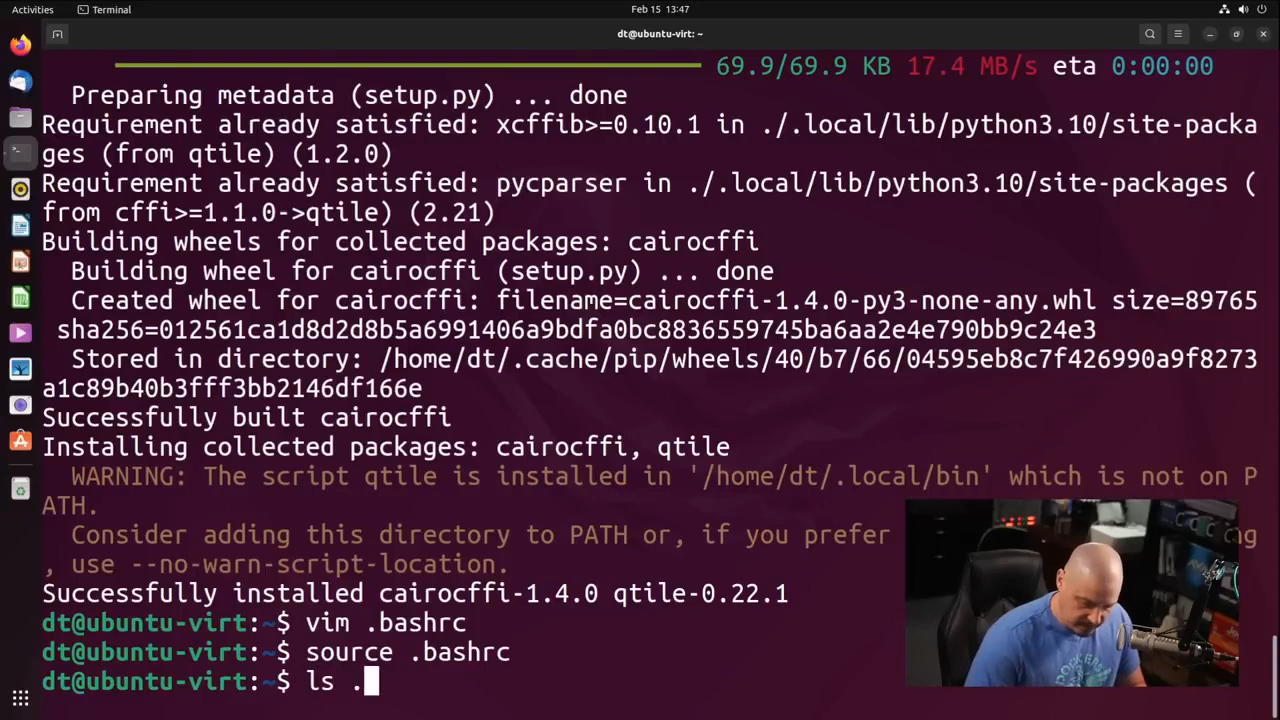 Activities Terminal Feb 15 13:47
dt@ubuntu-virt: ~
69.9/69.9 KB 17.4 MB/s eta 0:00:00
Preparing metadata (setup.py) ... done
Requirement already satisfied: xcffib>=0.10.1 in ./.local/lib/python3.10/site-packa
ges (from qtile) (1.2.0)
Requirement already satisfied: pycparser in ./.local/lib/python3.10/site-packages (
from cffi>=1.1.0->qtile) (2.21)
Building wheels for collected packages: cairocffi
Building wheel for cairocffi (setup.py) ... done
Created wheel for cairocffi: filename=cairocffi-1.4.0-py3-none-any.whl size=89765
sha256=012561ca1d8d2d8b5a6991406a9bdfa0bc8836559745ba6aa2e4e790bb9c24e3
Stored in directory: /home/dt/.cache/pip/wheels/40/b7/66/04595eb8c7f426990a9f8273
a1c89b40b3fff3bb2146df166e
Successfully built cairocffi
Installing collected packages: cairocffi, qtile
WARNING: The script qtile is installed in '/home/dt/.local/bin' which is not on P
ATH.
Consider adding this directory to PATH or, if you prefer
, use --no-warn-script-location.
Successfully installed cairocffi-1.4.0 qtile-0.22.1
dt@ubuntu-virt:~$ vim .bashrc
dt@ubuntu-virt:~$ source .bashrc
dt@ubuntu-virt:~$ ls .